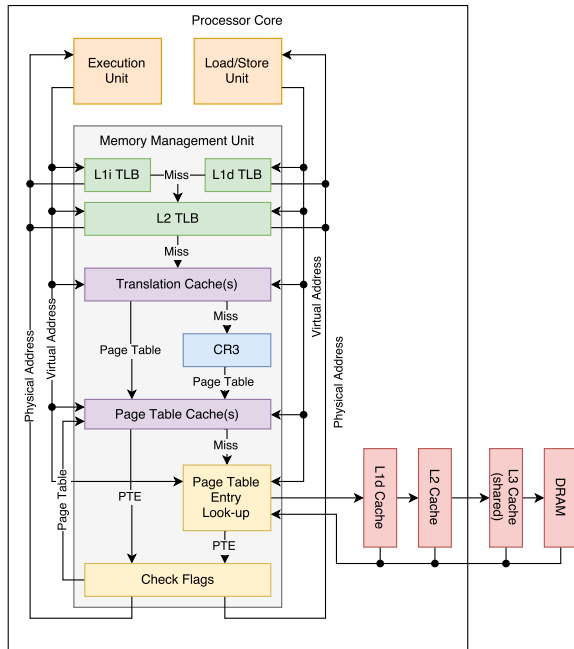 Processor Core
Execution
Unit
Load/Store
Unit
Memory Management Unit
L1i TLB
Miss
L1d TLB
L2 TLB
Miss
Translation Cache(s)
Miss
Page Table
CR3
Page Table
Page Table Cache(s)
Miss
Page Table
Entry
Look-up
PTE
PTE
Check Flags
Physical Address
Virtual Address
Page Table
Virtual Address
Physical Address
L1d Cache
L2 Cache
L3 Cache
(shared)
DRAM